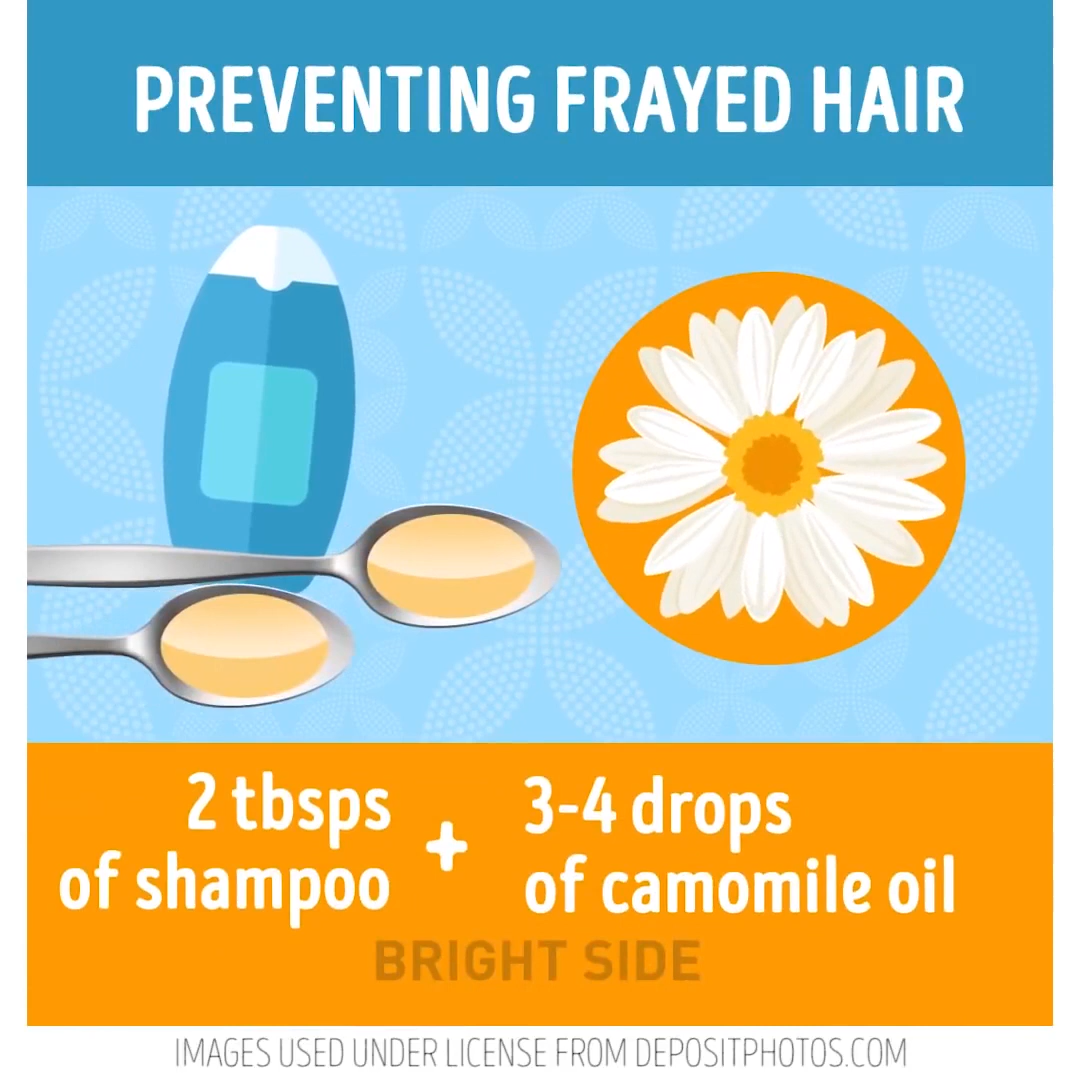 PREVENTING FRAYED HAIR
2 tbsps
of shampoo
+
3-4 drops
of camomile oil
BRIGHT SIDE
IMAGES USED UNDER LICENSE FROM DEPOSITPHOTOS.COM